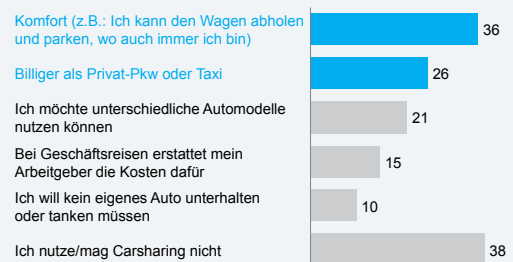 Komfort (z.B.: Ich kann den Wagen abholen
und parken, wo auch immer ich bin)
36
Billiger als Privat-Pkw oder Taxi
26
Ich möchte unterschiedliche Automodelle
nutzen können
21
Bei Geschäftsreisen erstattet mein
Arbeitgeber die Kosten dafür
15
Ich will kein eigenes Auto unterhalten
oder tanken müssen
10
Ich nutze/mag Carsharing nicht
38